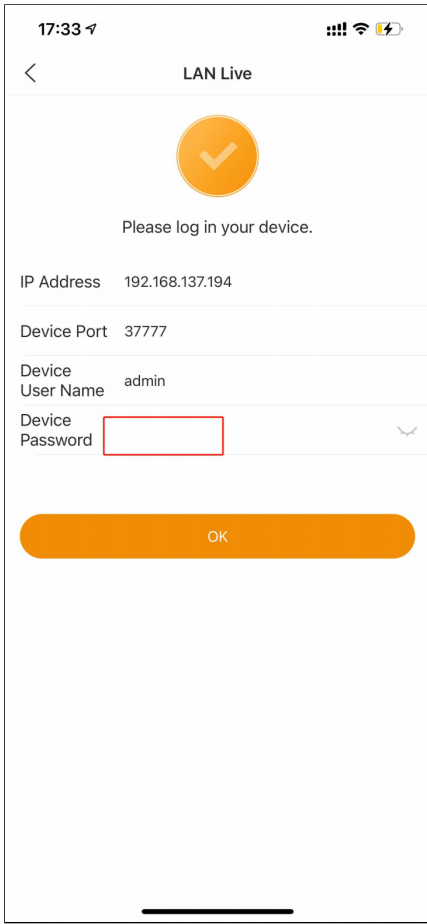 17:33
LAN Live
Please log in your device.
IP Address 192.168.137.194
Device Port 37777
Device
User Name admin
Device
Password
OK